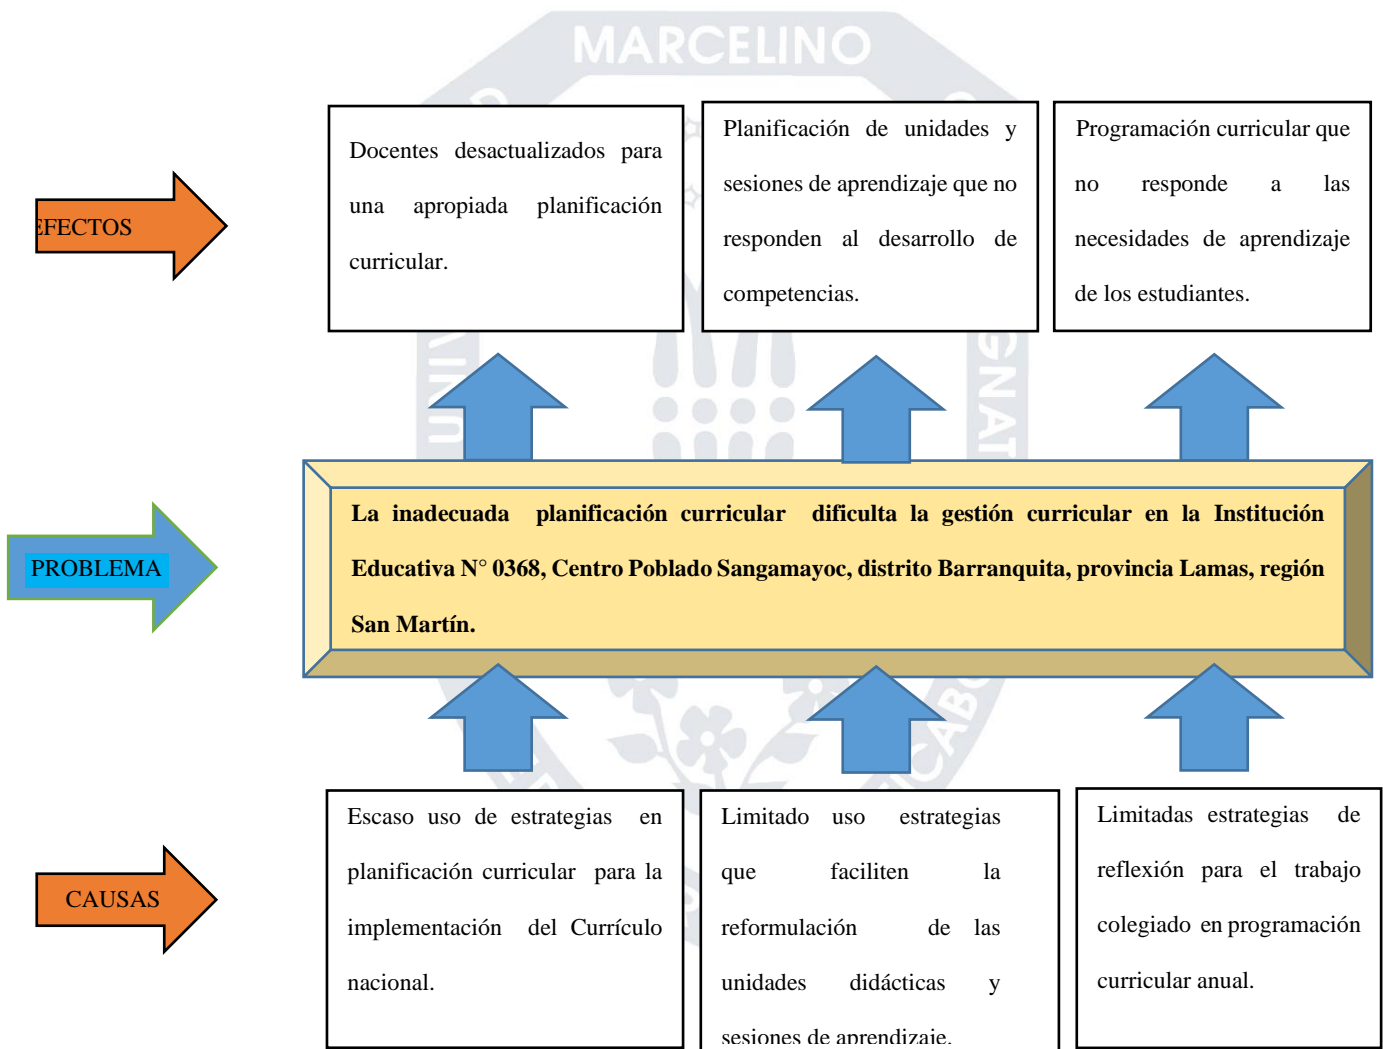 MARCELINO
Docentes desactualizados para
una apropiada planificación
curricular.
Planificación de unidades y
sesiones de aprendizaje que no
responden al desarrollo de
competencias.
Programación curricular que
no responde a las
necesidades de aprendizaje
de los estudiantes.
EFECTOS
La inadecuada planificación curricular dificulta la gestión curricular en la Institución
Educativa N° 0368, Centro Poblado Sangamayoc, distrito Barranquita, provincia Lamas, región
San Martín.
PROBLEMA
Escaso uso de estrategias en
planificación curricular para la
implementación del Currículo
nacional.
Limitado uso estrategias
que faciliten la
reformulación de las
unidades didácticas y
sesiones de aprendizaje.
Limitadas estrategias de
reflexión para el trabajo
colegiado en programación
curricular anual.
CAUSAS